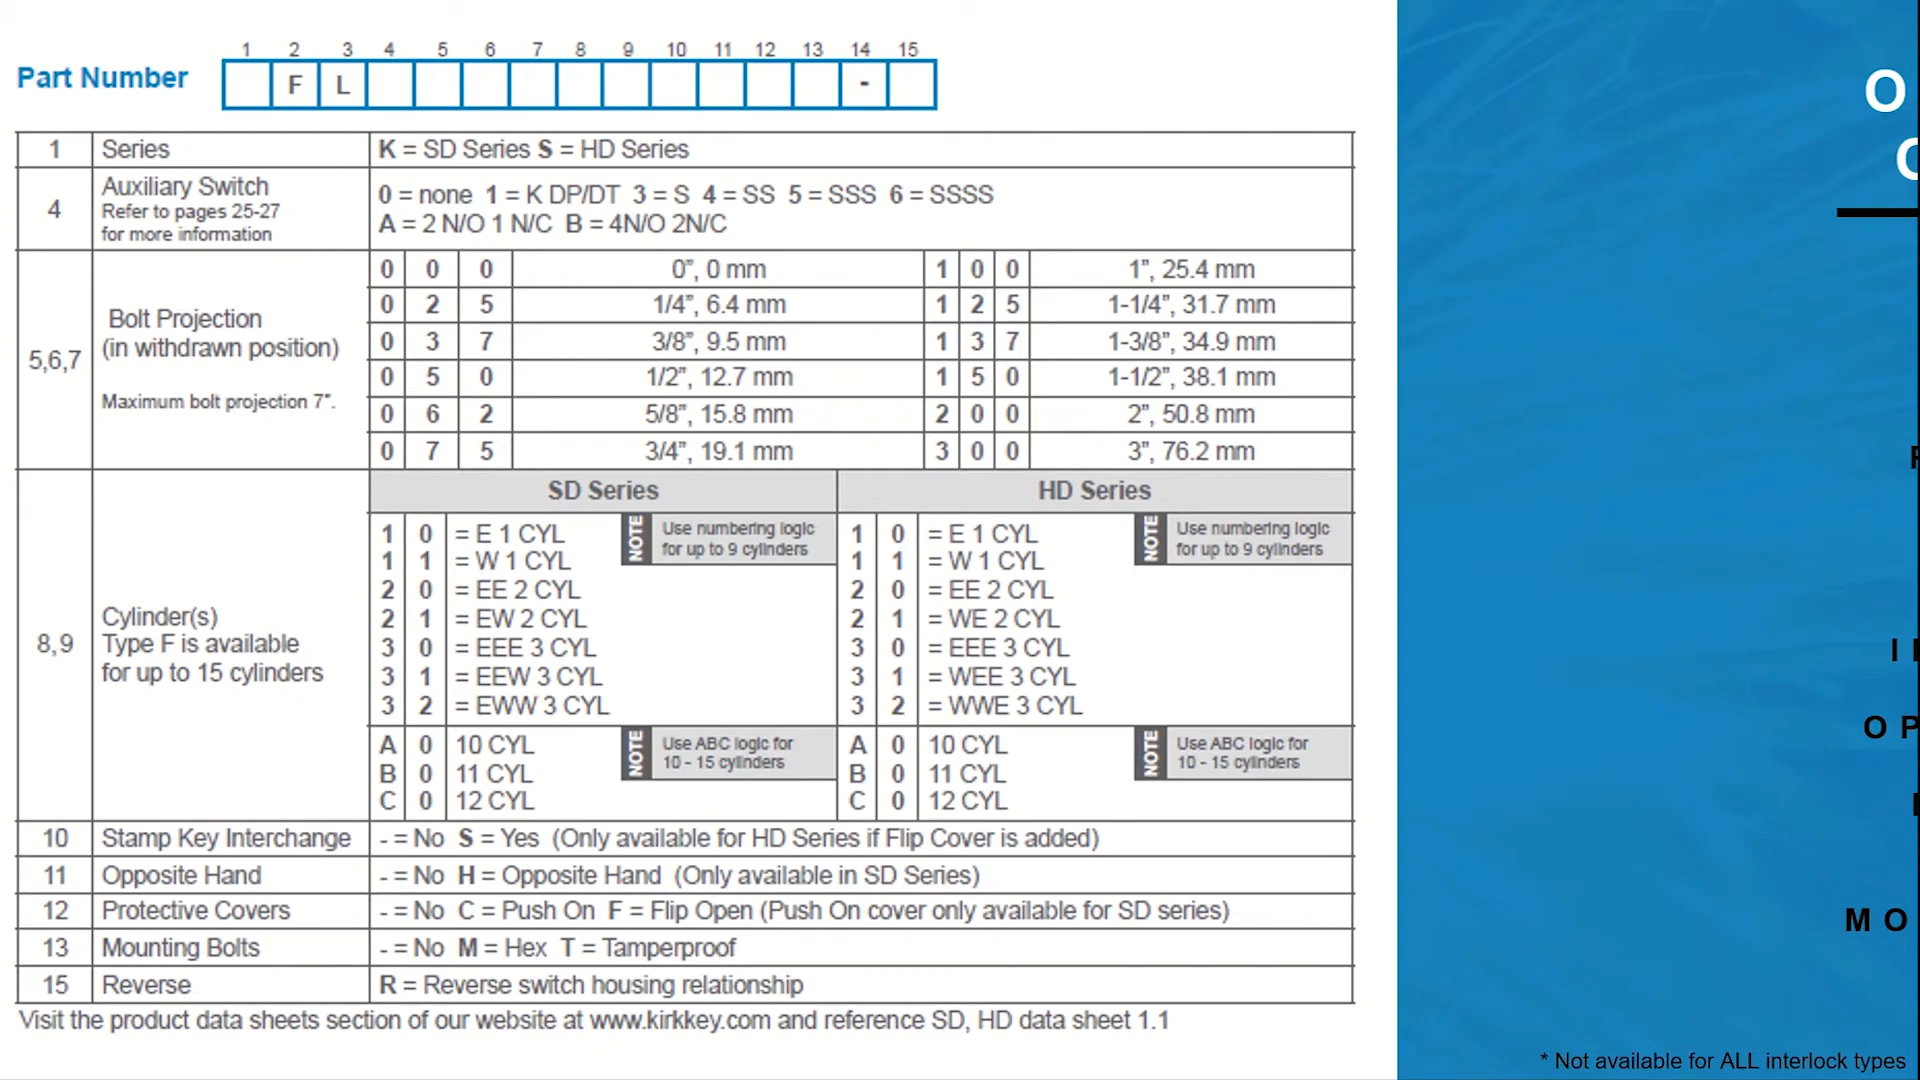 1 2 3 4 5 6 7 8 9 10 11 12 13 14 15
Part Number F L -
1 Series K = SD Series S = HD Series
4 Auxiliary Switch
Refer to pages 25-27
for more information
0 = none 1 = K DP/DT 3 = S 4 = SS 5 = SSS 6 = SSSS
A = 2 N/O 1 N/C B = 4N/O 2N/C
5,6,7 Bolt Projection
(in withdrawn position)
Maximum bolt projection 7".
0 0 0 0”, 0 mm 1 0 0 1”, 25.4 mm
0 2 5 1/4”, 6.4 mm 1 2 5 1-1/4”, 31.7 mm
0 3 7 3/8”, 9.5 mm 1 3 7 1-3/8”, 34.9 mm
0 5 0 1/2”, 12.7 mm 1 5 0 1-1/2”, 38.1 mm
0 6 2 5/8”, 15.8 mm 2 0 0 2”, 50.8 mm
0 7 5 3/4”, 19.1 mm 3 0 0 3”, 76.2 mm
8,9 Cylinder(s)
Type F is available
for up to 15 cylinders
SD Series
1 0 = E 1 CYL
1 1 = W 1 CYL
2 0 = EE 2 CYL
2 1 = EW 2 CYL
3 0 = EEE 3 CYL
3 1 = EEW 3 CYL
3 2 = EWW 3 CYL
NOTE
Use numbering logic
for up to 9 cylinders
A 0 10 CYL
B 0 11 CYL
C 0 12 CYL
NOTE
Use ABC logic for
10 - 15 cylinders
HD Series
1 0 = E 1 CYL
1 1 = W 1 CYL
2 0 = EE 2 CYL
2 1 = WE 2 CYL
3 0 = EEE 3 CYL
3 1 = WEE 3 CYL
3 2 = WWE 3 CYL
NOTE
Use numbering logic
for up to 9 cylinders
A 0 10 CYL
B 0 11 CYL
C 0 12 CYL
NOTE
Use ABC logic for
10 - 15 cylinders
10 Stamp Key Interchange - = No S = Yes (Only available for HD Series if Flip Cover is added)
11 Opposite Hand - = No H = Opposite Hand (Only available in SD Series)
12 Protective Covers - = No C = Push On F = Flip Open (Push On cover only available for SD series)
13 Mounting Bolts - = No M = Hex T = Tamperproof
15 Reverse R = Reverse switch housing relationship
Visit the product data sheets section of our website at www.kirkkey.com and reference SD, HD data sheet 1.1
O
OP
MO
* Not available for ALL interlock types